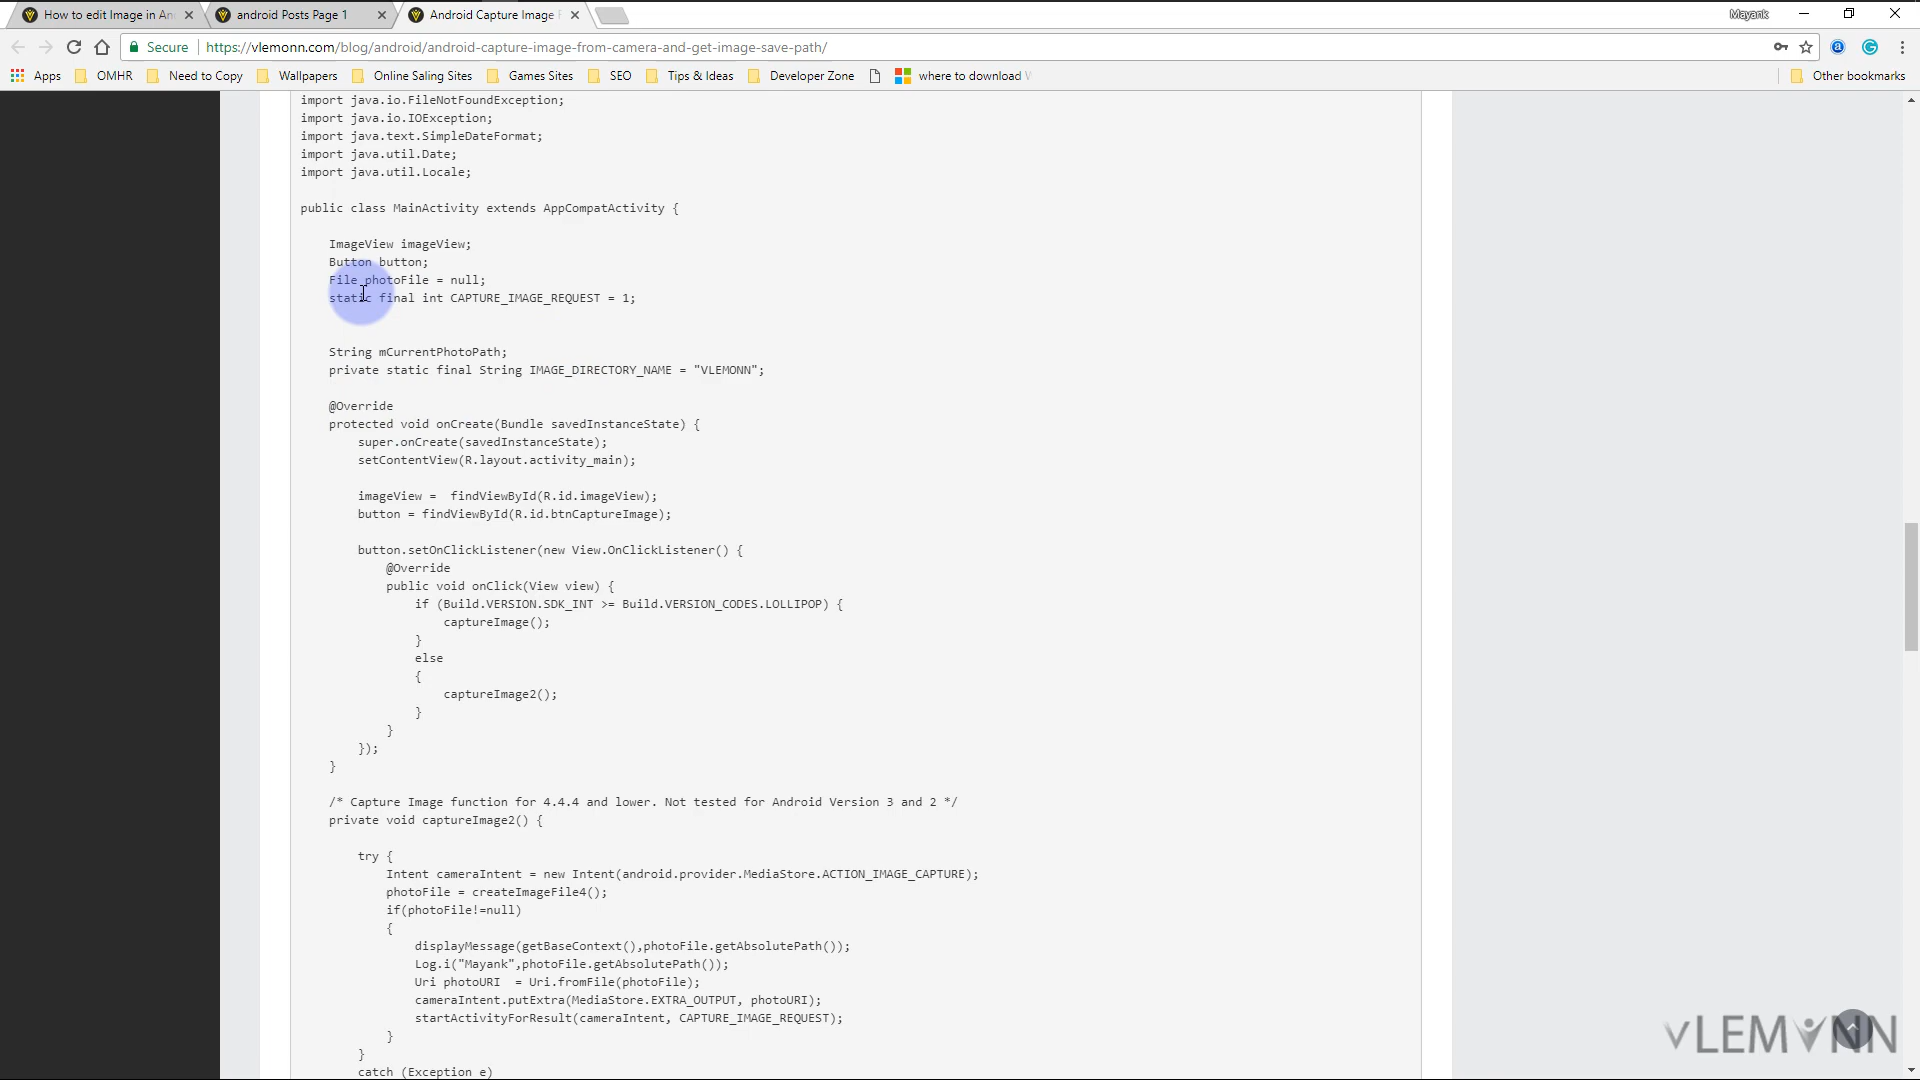 How to edit Image in An
android Posts Page 1
Android Capture Image F
Mayank
Secure
https://vlemonn.com/blog/android/android-capture-image-from-camera-and-get-image-save-path/
Apps
OMHR
Need to Copy
Wallpapers
Online Saling Sites
Games Sites
SEO
Tips & Ideas
Developer Zone
where to download W
Other bookmarks
import java.io.FileNotFoundException;
import java.io.IOException;
import java.text.SimpleDateFormat;
import java.util.Date;
import java.util.Locale;
public class MainActivity extends AppCompatActivity {
ImageView imageView;
Button button;
File photoFile = null;
static final int CAPTURE_IMAGE_REQUEST = 1;
String mCurrentPhotoPath;
private static final String IMAGE_DIRECTORY_NAME = "VLEMONN";
@Override
protected void onCreate(Bundle savedInstanceState) {
super.onCreate(savedInstanceState);
setContentView(R.layout.activity_main);
imageView =  findViewById(R.id.imageView);
button = findViewById(R.id.btnCaptureImage);
button.setOnClickListener(new View.OnClickListener() {
@Override
public void onClick(View view) {
if (Build.VERSION.SDK_INT >= Build.VERSION_CODES.LOLLIPOP) {
captureImage();
}
else
{
captureImage2();
}
}
});
}
/* Capture Image function for 4.4.4 and lower. Not tested for Android Version 3 and 2 */
private void captureImage2() {
try {
Intent cameraIntent = new Intent(android.provider.MediaStore.ACTION_IMAGE_CAPTURE);
photoFile = createImageFile4();
if(photoFile!=null)
{
displayMessage(getBaseContext(),photoFile.getAbsolutePath());
Log.i("Mayank",photoFile.getAbsolutePath());
Uri photoURI  = Uri.fromFile(photoFile);
cameraIntent.putExtra(MediaStore.EXTRA_OUTPUT, photoURI);
startActivityForResult(cameraIntent, CAPTURE_IMAGE_REQUEST);
}
}
catch (Exception e)
vLEMONN